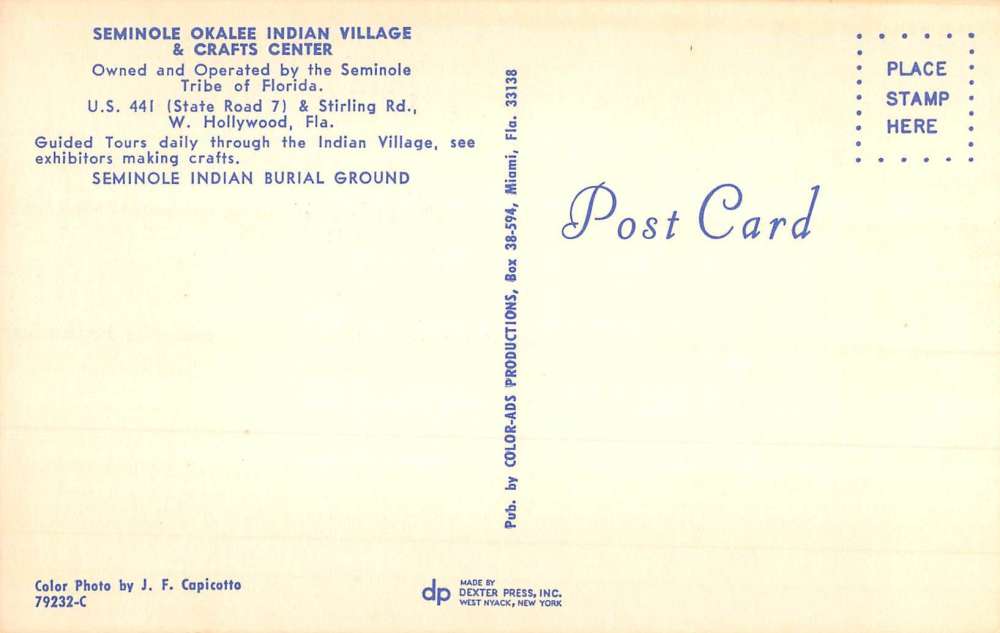 SEMINOLE OKALEE INDIAN VILLAGE
& CRAFTS CENTER
Owned and Operated by the Seminole
Tribe of Florida.
U.S. 441 (State Road 7) & Stirling Rd.,
W. Hollywood, Fla.
Guided Tours daily through the Indian Village, see
exhibitors making crafts.
SEMINOLE INDIAN BURIAL GROUND
Color Photo by J. F. Capicotto
79232-C
Pub. by COLOR-ADS PRODUCTIONS, Box 38-594, Miami, Fla. 33138
dp
MADE BY
DEXTER PRESS, INC.
WEST NYACK, NEW YORK
PLACE
STAMP
HERE
Post Card